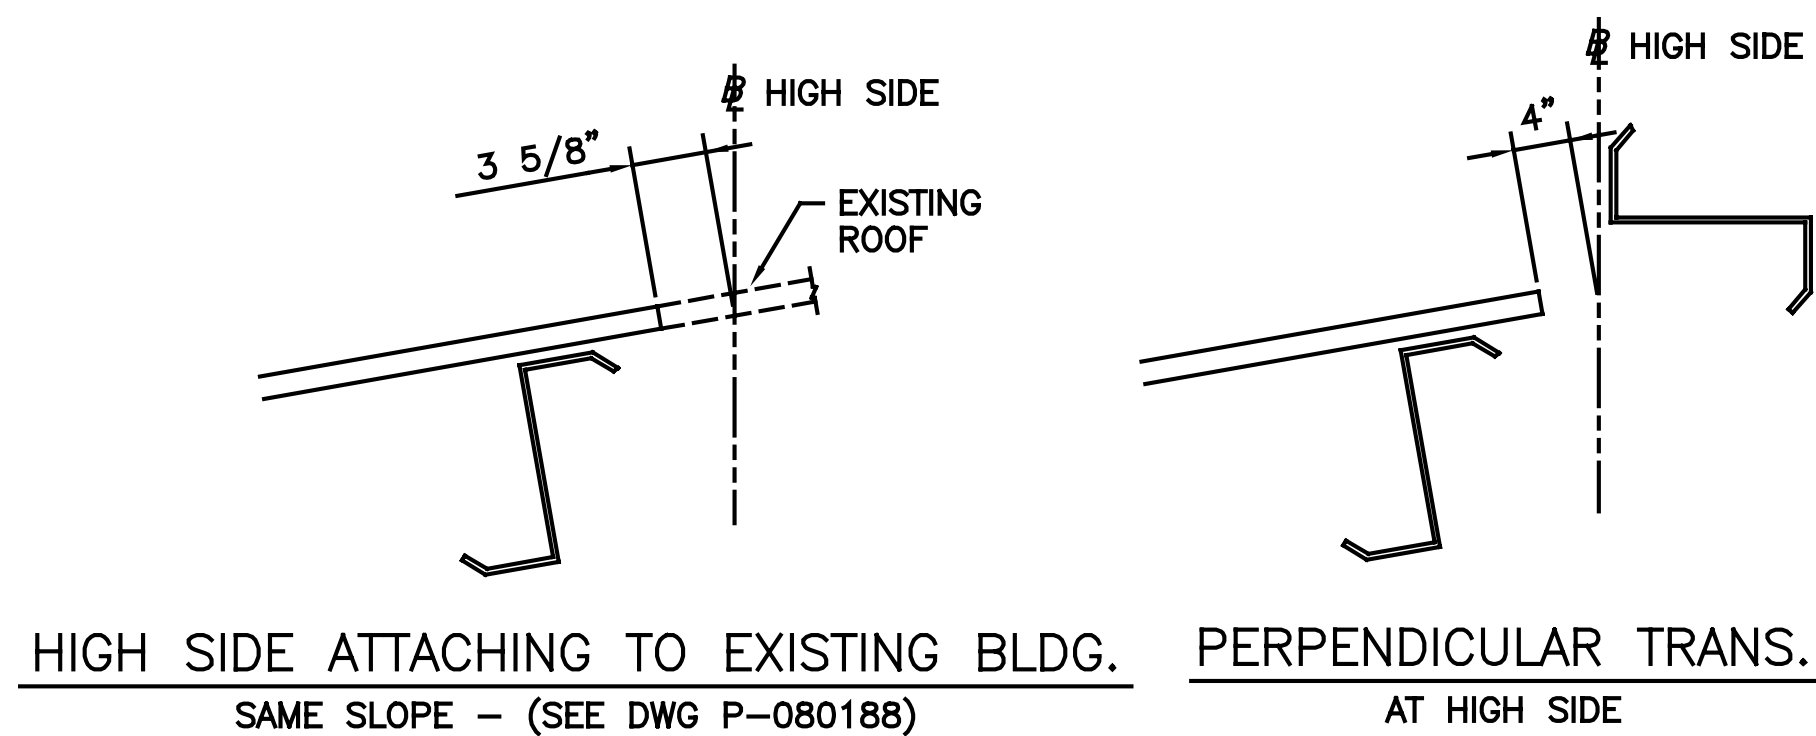 HIGH SIDE
3 5/8"
EXISTING
ROOF
HIGH SIDE ATTACHING TO EXISTING BLDG.
SAME SLOPE – (SEE DWG P–080188)
HIGH SIDE
4"
PERPENDICULAR TRANS.
AT HIGH SIDE